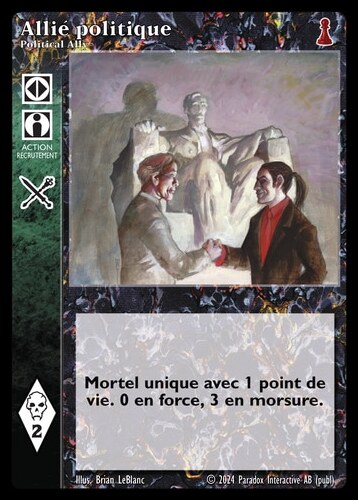 Allié politique
Political Ally
ACTION
RECRUTEMENT
Mortel unique avec 1 point de
vie. 0 en force, 3 en morsure.
2
Illus. Brian LeBlanc © 2024 Paradox Interactive AB (publ)